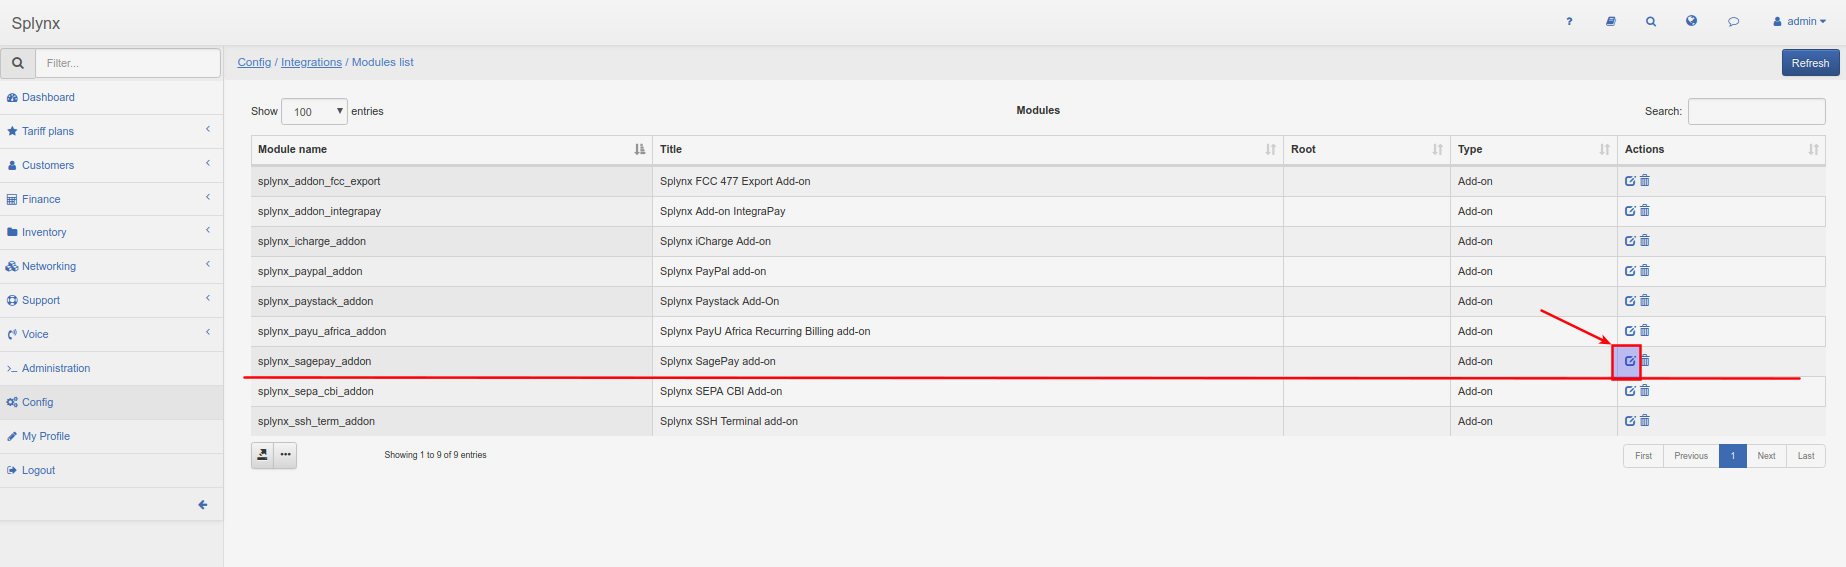 Splynx
? admin
Filter...
Config / Integrations / Modules list
Refresh
Dashboard
Tariff plans
Customers
Finance
Inventory
Networking
Support
Voice
Administration
Config
My Profile
Logout
Show 100 entries
Modules
Search:
Module name Title Root Type Actions
splynx_addon_fcc_export Splynx FCC 477 Export Add-on Add-on
splynx_addon_integrapay Splynx Add-on IntegraPay Add-on
splynx_icharge_addon Splynx iCharge Add-on Add-on
splynx_paypal_addon Splynx PayPal add-on Add-on
splynx_paystack_addon Splynx Paystack Add-On Add-on
splynx_payu_africa_addon Splynx PayU Africa Recurring Billing add-on Add-on
splynx_sagepay_addon Splynx SagePay add-on Add-on
splynx_sepa_cbi_addon Splynx SEPA CBI Add-on Add-on
splynx_ssh_term_addon Splynx SSH Terminal add-on Add-on
Showing 1 to 9 of 9 entries
First Previous 1 Next Last